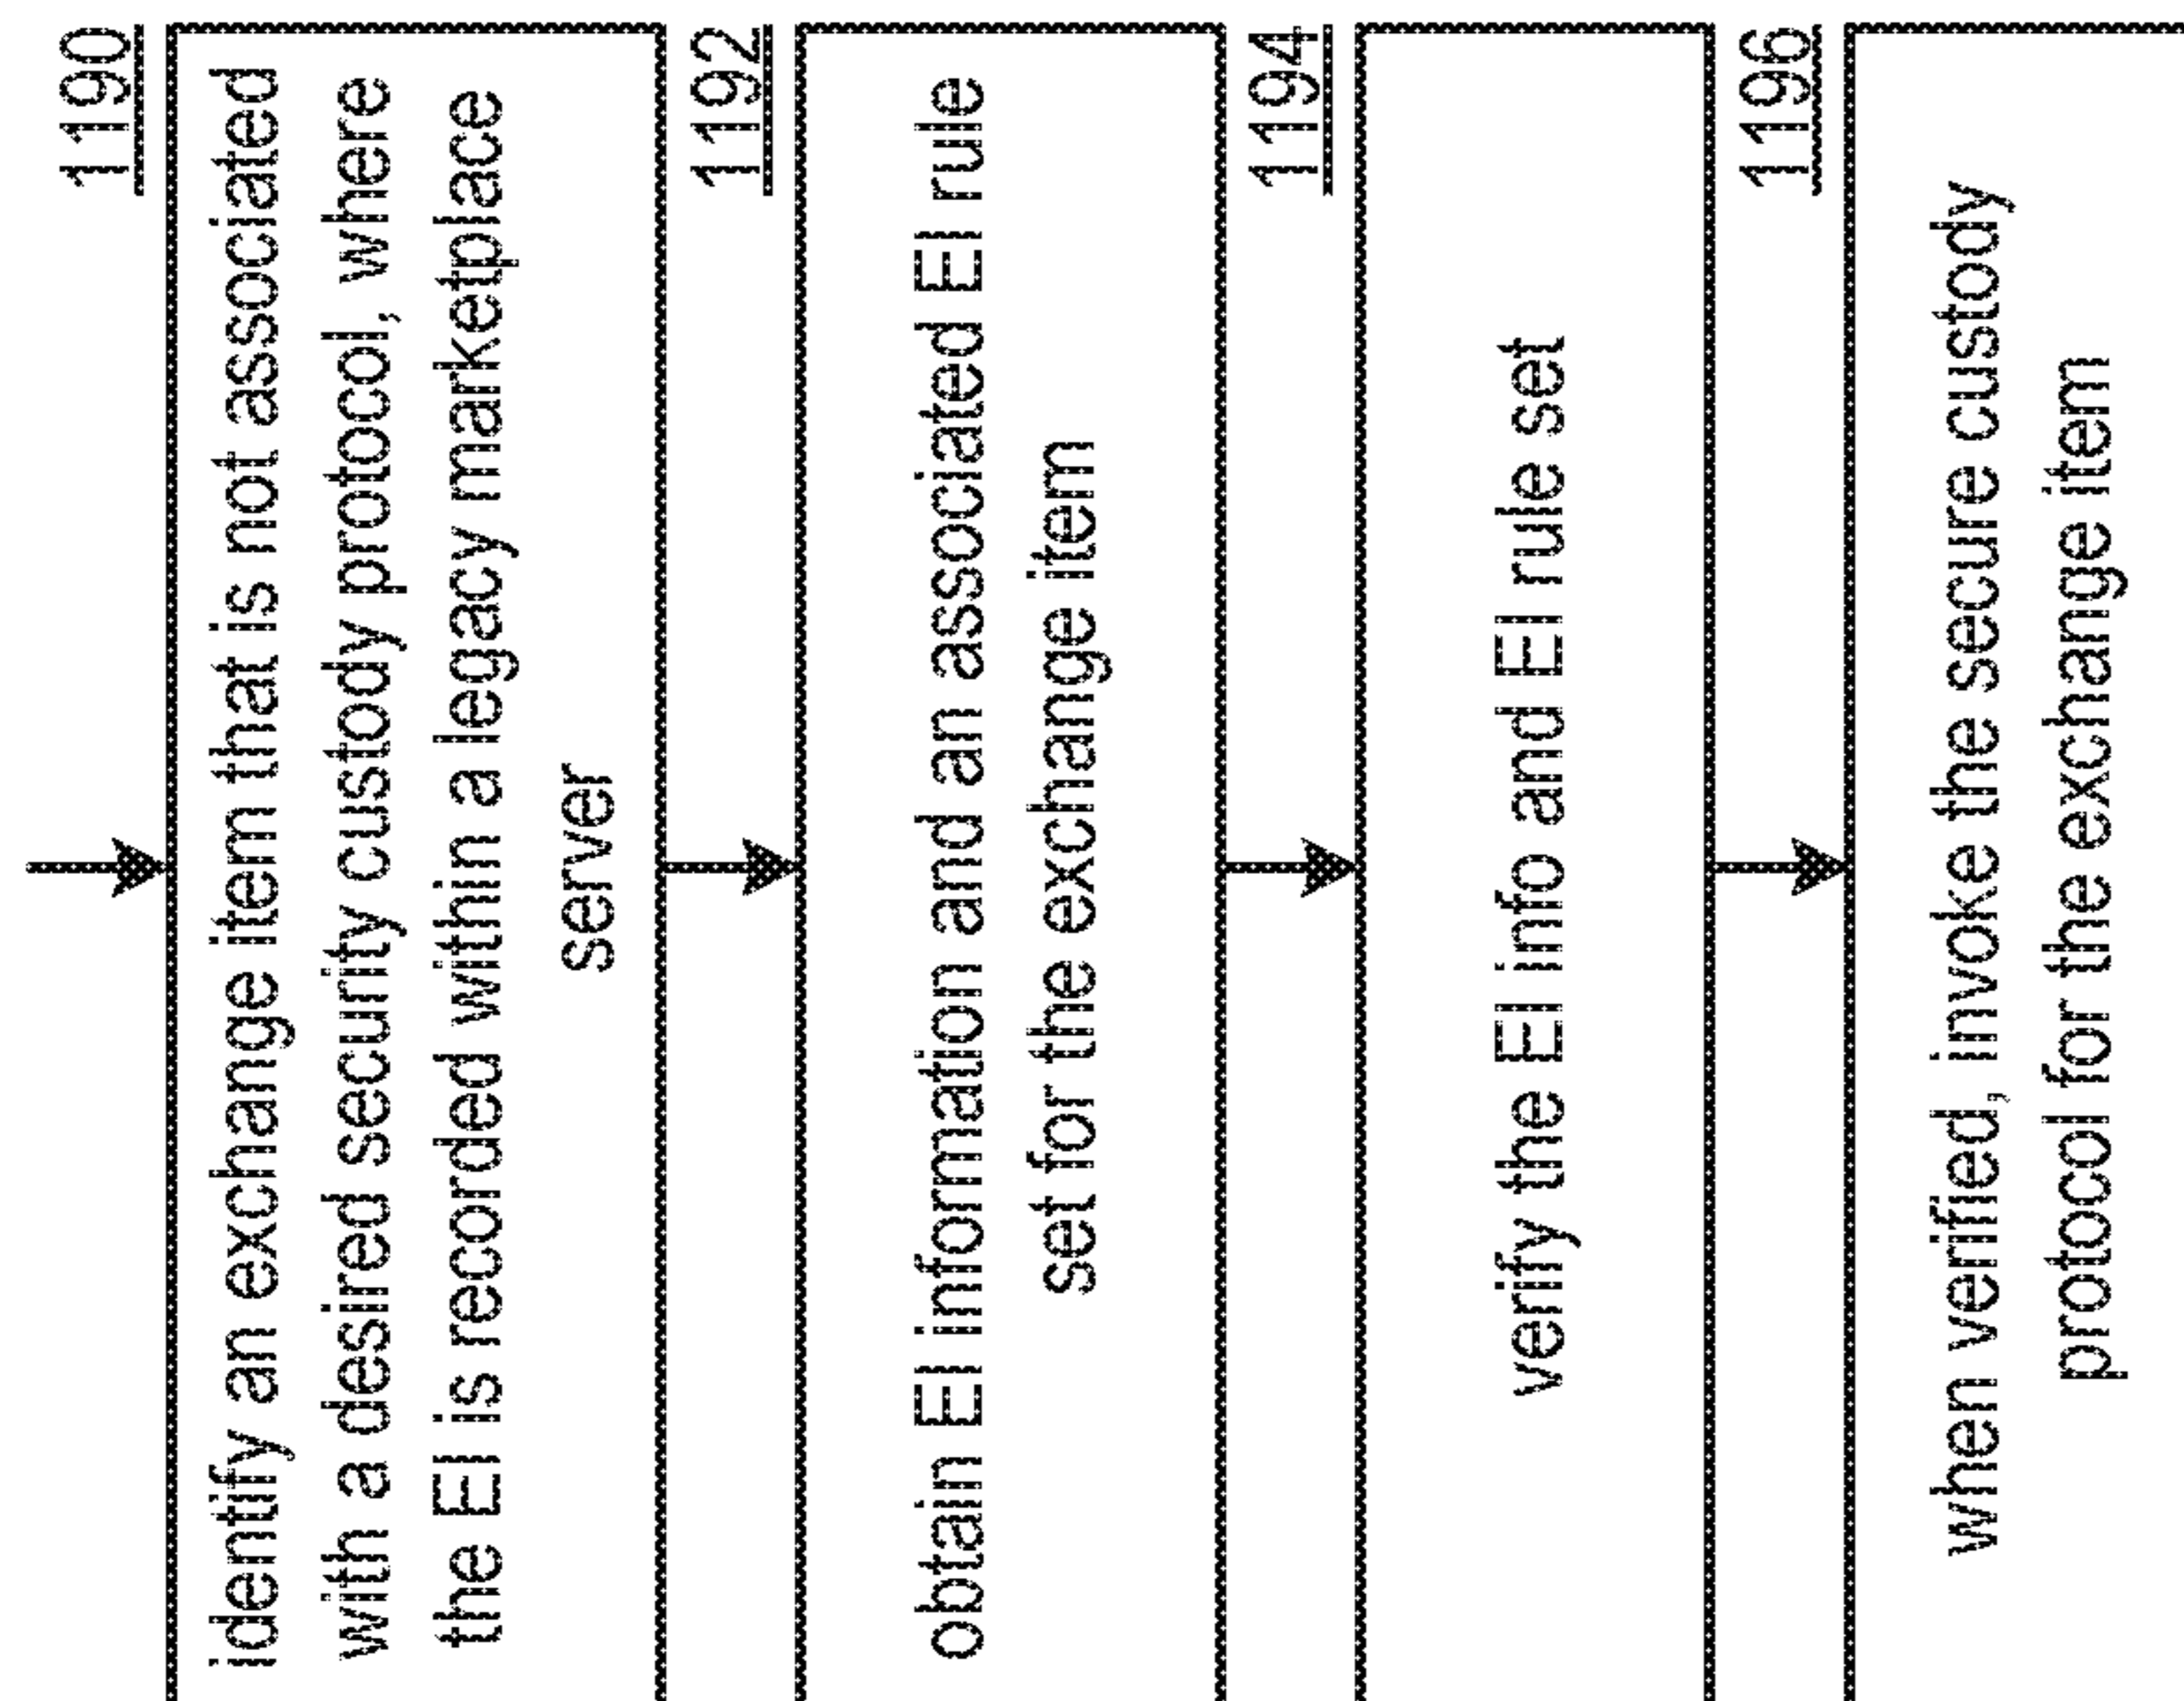 1190
identify an exchange item that is not associated
with a desired security custody protocol, where
the EI is recorded within a legacy marketplace
server
1192
obtain EI information and an associated EI rule
set for the exchange item
1194
verify the EI info and EI rule set
1196
when verified, invoke the secure custody
protocol for the exchange item